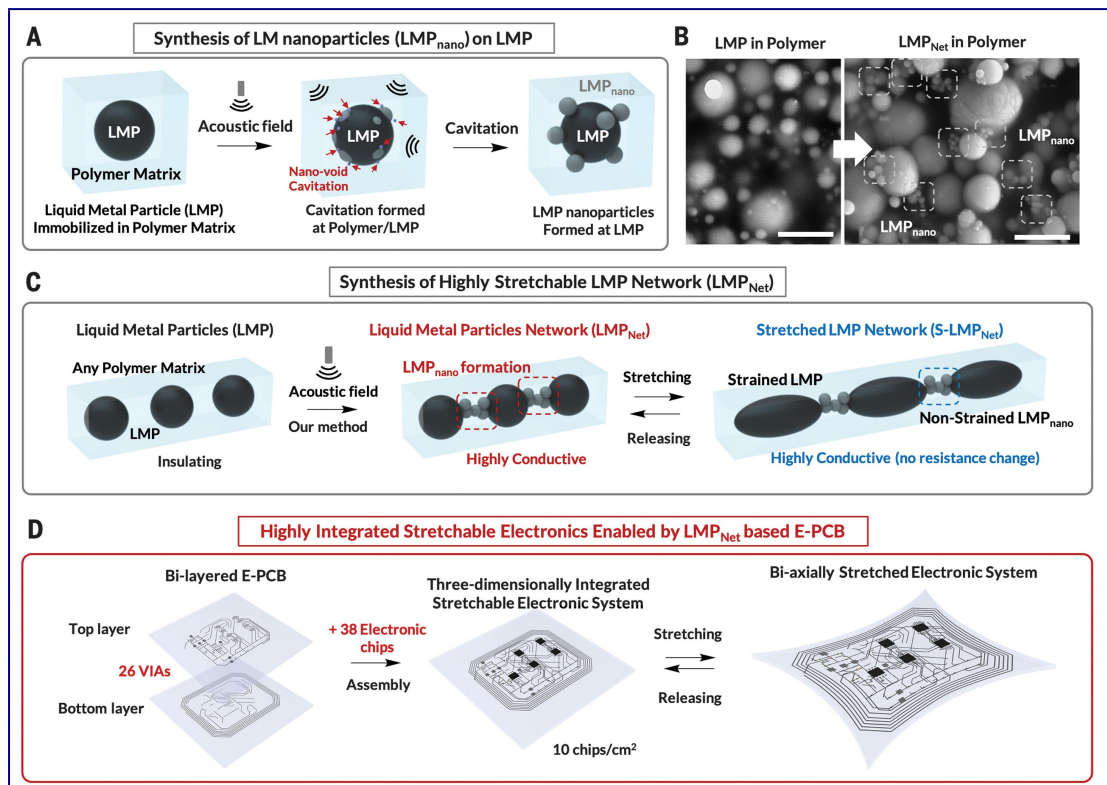 A
Synthesis of LM nanoparticles (LMPnano) on LMP
LMP
Polymer Matrix
Liquid Metal Particle (LMP)
Immobilized in Polymer Matrix
Acoustic field
LMP
Nano-void
Cavitation
Cavitation formed
at Polymer/LMP
Cavitation
LMPnano
LMP
LMP nanoparticles
Formed at LMP
B
LMP in Polymer
LMPNet in Polymer
LMPnano
LMPnano
C
Synthesis of Highly Stretchable LMP Network (LMPNet)
Liquid Metal Particles (LMP)
Any Polymer Matrix
LMP
Insulating
Acoustic field
Our method
Liquid Metal Particles Network (LMPNet)
LMPnano formation
Highly Conductive
Stretching
Releasing
Stretched LMP Network (S-LMPNet)
Strained LMP
Non-Strained LMPnano
Highly Conductive (no resistance change)
D
Highly Integrated Stretchable Electronics Enabled by LMPNet based E-PCB
Bi-layered E-PCB
Top layer
26 VIAs
Bottom layer
+ 38 Electronic
chips
Assembly
Three-dimensionally Integrated
Stretchable Electronic System
10 chips/cm²
Stretching
Releasing
Bi-axially Stretched Electronic System